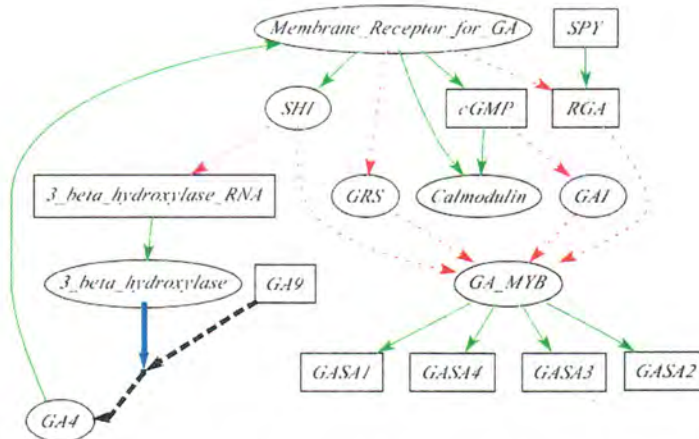 Membrane_Receptor_for_GA
SPY
SHI
cGMP
RGA
3_beta_hydroxylase_RNA
GRS
Calmodulin
GAI
3_beta_hydroxylase
GA9
GA_MYB
GASA1
GASA4
GASA3
GASA2
GA4